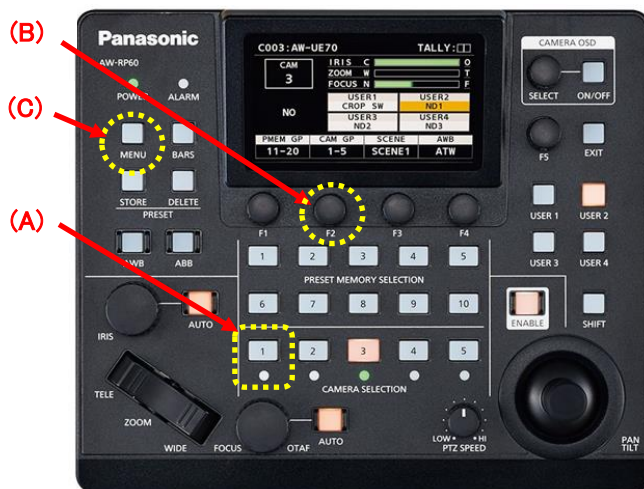 (B)
(C)
(A)
Panasonic
AW-RP60
POWER
ALARM
MENU
BARS
STORE
DELETE
PRESET
AWB
ABB
C003:AW-UE70
TALLY:□□
CAM
3
IRIS C O
ZOOM W T
FOCUS N F
NO
USER1
CROP SW
USER2
ND1
USER3
ND2
USER4
ND3
PMEM GP
CAM GP
SCENE
AWB
11-20
1-5
SCENE1
ATW
CAMERA OSD
SELECT
ON/OFF
F5
EXIT
F1
F2
F3
F4
USER 1
USER 2
USER 3
USER 4
1
2
3
4
5
PRESET MEMORY SELECTION
6
7
8
9
10
ENABLE
SHIFT
IRIS
AUTO
1
2
3
4
5
CAMERA SELECTION
TELE
ZOOM
WIDE
FOCUS
OTAF
AUTO
LOW
HI
PTZ SPEED
PAN
TILT